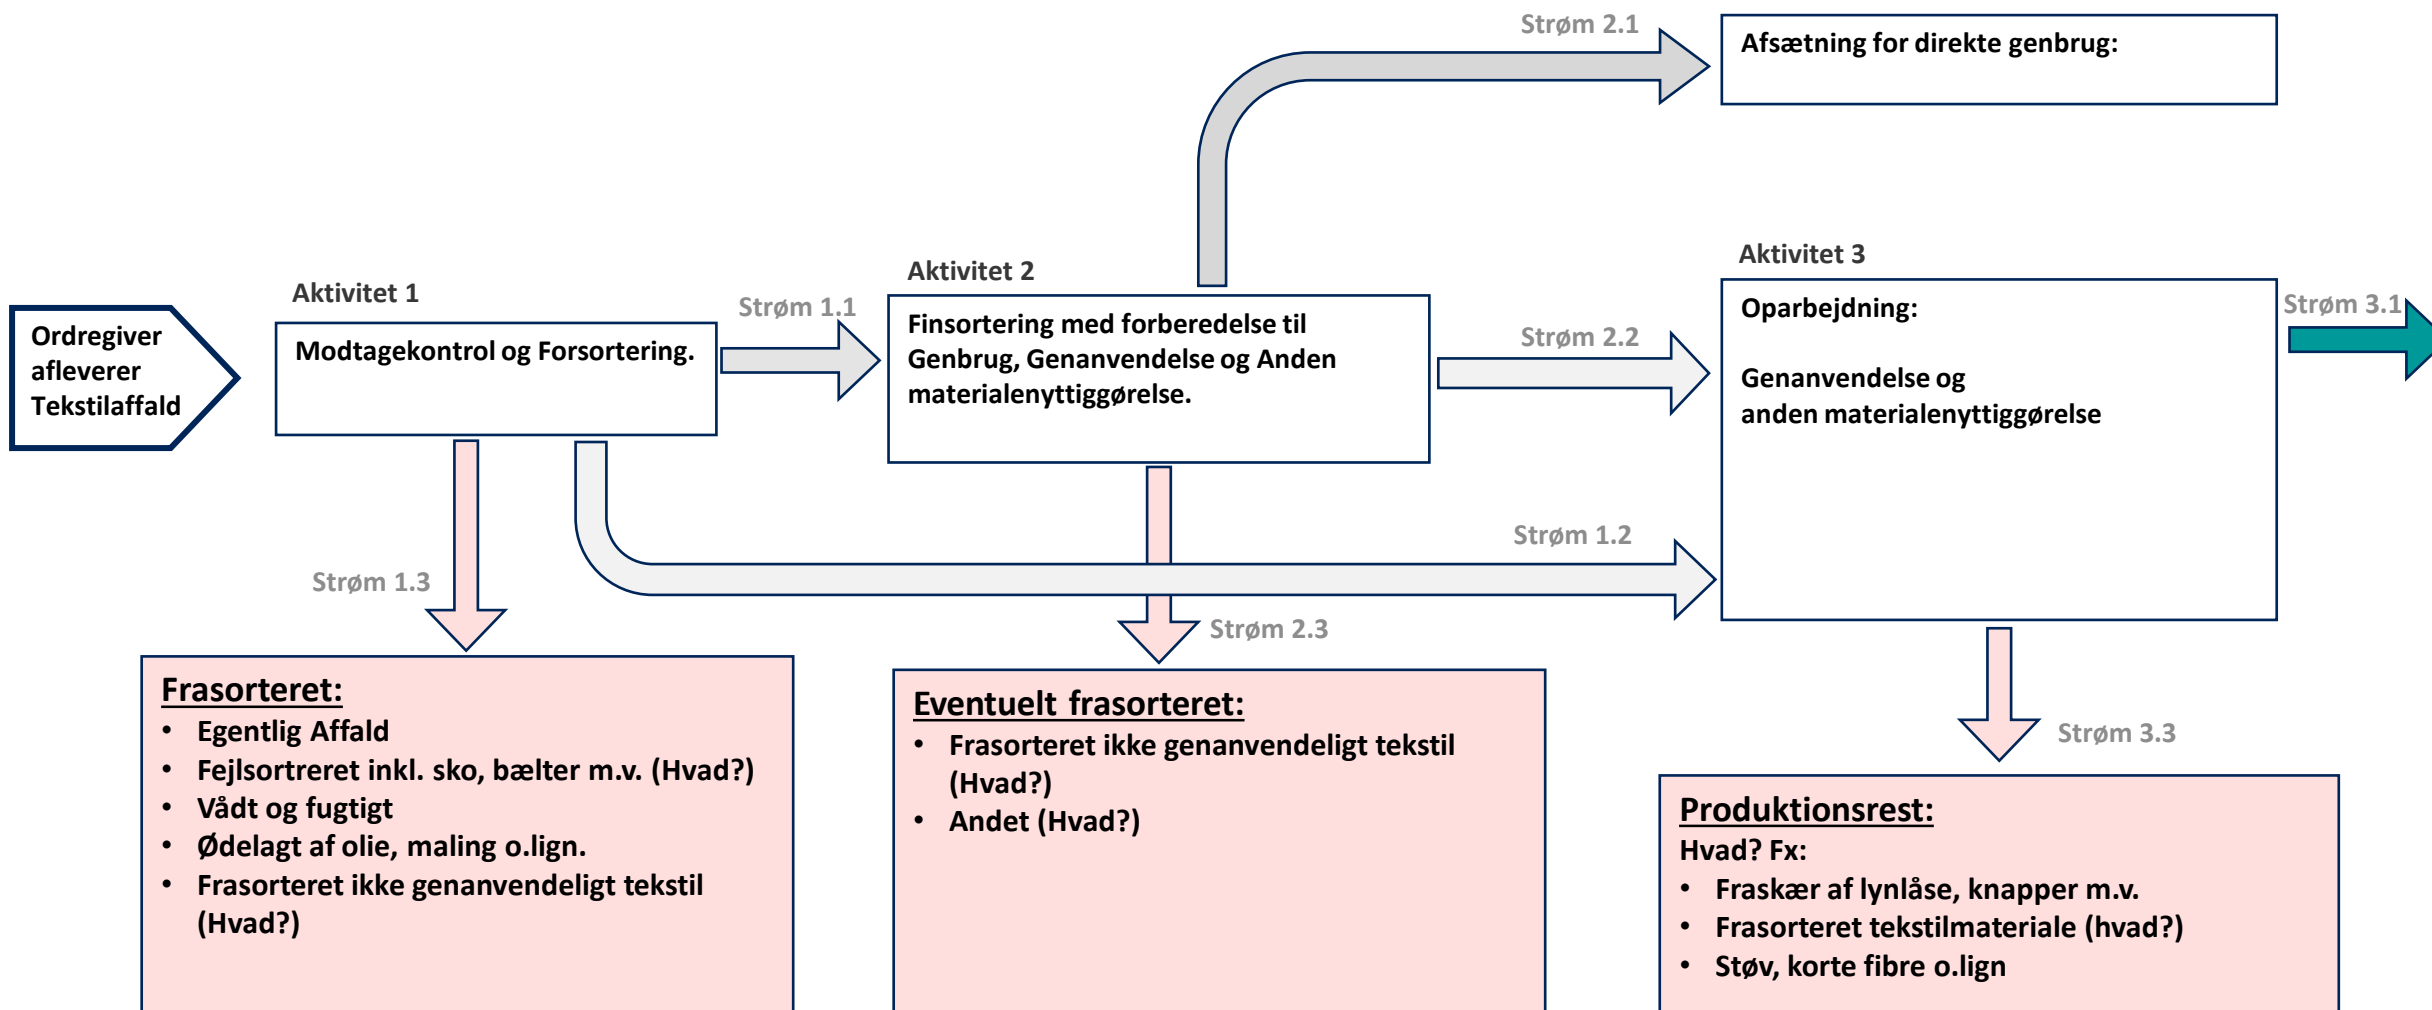 Strøm 2.1
Afsætning for direkte genbrug:
Aktivitet 1
Aktivitet 2
Aktivitet 3
Ordregiver
afleverer
Tekstilaffald
Modtagekontrol og Forsortering.
Strøm 1.1
Finsortering med forberedelse til
Genbrug, Genanvendelse og Anden
materialenyttiggørelse.
Strøm 2.2
Oparbejdning:
Genanvendelse og
anden materialenyttiggørelse
Strøm 3.1
Strøm 1.2
Strøm 1.3
Strøm 2.3
Strøm 3.3
Frasorteret:
• Egentlig Affald
• Fejlsortreret inkl. sko, bælter m.v. (Hvad?)
• Vådt og fugtigt
• Ødelagt af olie, maling o.lign.
• Frasorteret ikke genanvendeligt tekstil
(Hvad?)
Eventuelt frasorteret:
• Frasorteret ikke genanvendeligt tekstil
(Hvad?)
• Andet (Hvad?)
Produktionsrest:
Hvad? Fx:
• Fraskær af lynlåse, knapper m.v.
• Frasorteret tekstilmateriale (hvad?)
• Støv, korte fibre o.lign